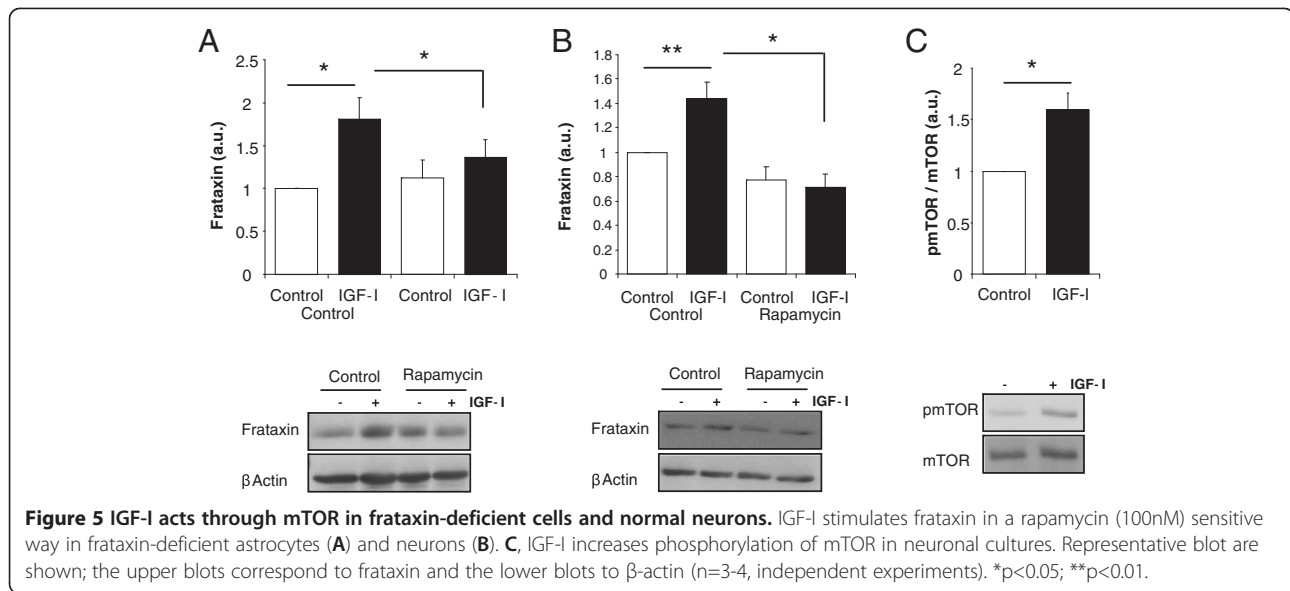 A
B
C
Frataxin (a.u.)
2.5
2
1.5
1
0.5
0
*
*
Control IGF-I Control IGF-I
Control
Frataxin (a.u.)
1.8
1.6
1.4
1.2
1
0.8
0.6
0.4
0.2
0
**
*
Control IGF-I Control IGF-I
Control Rapamycin
pmTOR / mTOR (a.u.)
2
1.5
1
0.5
0
*
Control IGF-I
Control Rapamycin
- + - + IGF-I
Frataxin
β Actin
Control Rapamycin
- + - + IGF-I
Frataxin
β Actin
- + IGF-I
pmTOR
mTOR
Figure 5 IGF-I acts through mTOR in frataxin-deficient cells and normal neurons. IGF-I stimulates frataxin in a rapamycin (100nM) sensitive
way in frataxin-deficient astrocytes (A) and neurons (B). C, IGF-I increases phosphorylation of mTOR in neuronal cultures. Representative blot are
shown; the upper blots correspond to frataxin and the lower blots to β-actin (n=3-4, independent experiments). *p<0.05; **p<0.01.